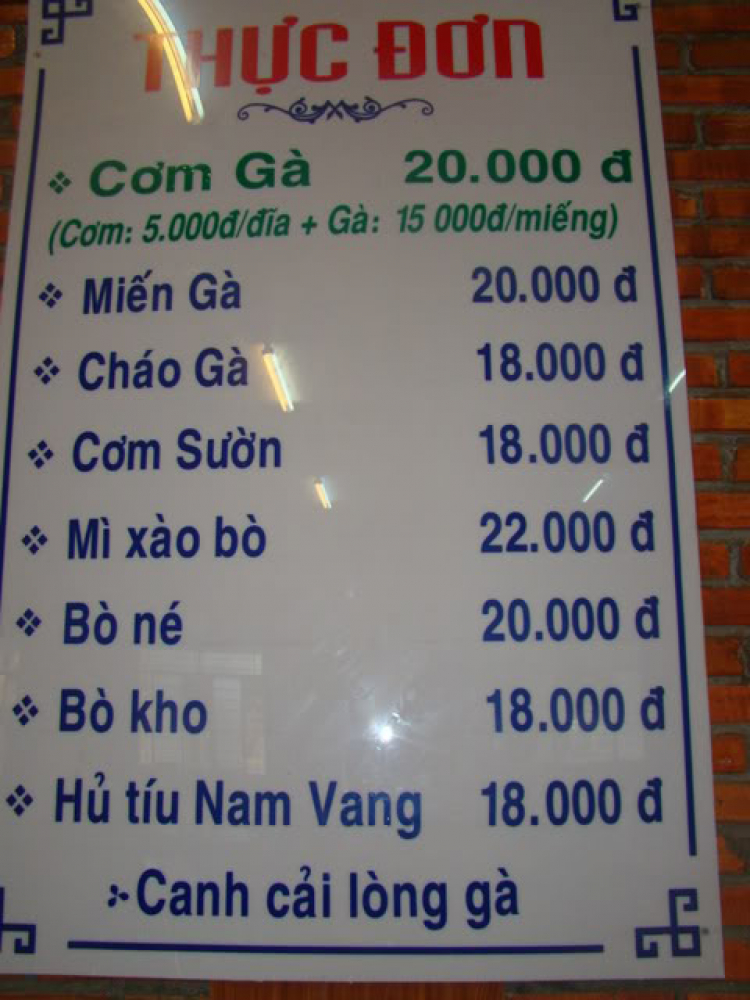 THỰC ĐƠN
Cơm Gà 20.000 đ
(Cơm: 5.000đ/đĩa + Gà: 15 000đ/miếng)
Miến Gà 20.000 đ
Cháo Gà 18.000 đ
Cơm Sườn 18.000 đ
Mì xào bò 22.000 đ
Bò né 20.000 đ
Bò kho 18.000 đ
Hủ tíu Nam Vang 18.000 đ
Canh cải lòng gà